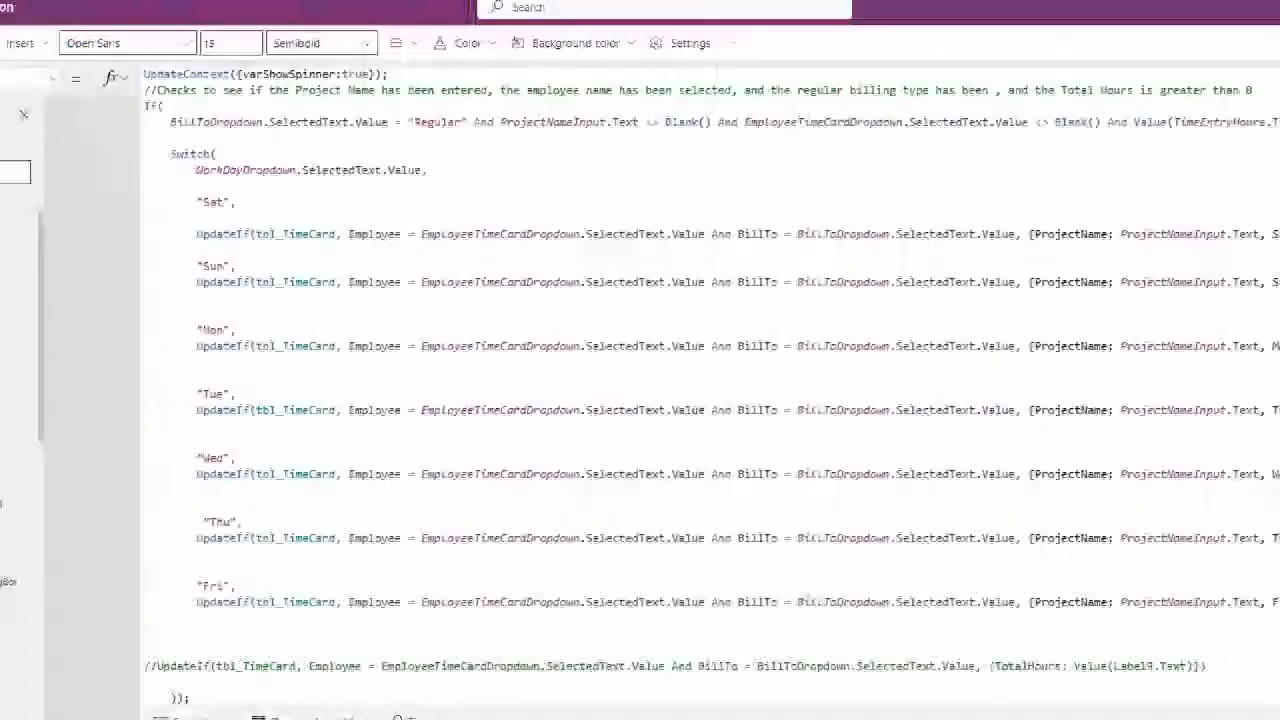 on
Search
Insert Open Sans 15 Semibold Color Background color Settings
= fx UpdateContext({varShowSpinner:true});
//Checks to see if the Project Name has been entered, the employee name has been selected, and the regular billing type has been , and the Total Hours is greater than 0
If(
BillToDropdown.SelectedText.Value = "Regular" And ProjectNameInput.Text <> Blank() And EmployeeTimeCardDropdown.SelectedText.Value <> Blank() And Value(TimeEntryHours.T
Switch(
WorkDayDropdown.SelectedText.Value,
"Sat",
UpdateIf(tbl_TimeCard, Employee = EmployeeTimeCardDropdown.SelectedText.Value And BillTo = BillToDropdown.SelectedText.Value, {ProjectName: ProjectNameInput.Text, S
"Sun",
UpdateIf(tbl_TimeCard, Employee = EmployeeTimeCardDropdown.SelectedText.Value And BillTo = BillToDropdown.SelectedText.Value, {ProjectName: ProjectNameInput.Text, S
"Mon",
UpdateIf(tbl_TimeCard, Employee = EmployeeTimeCardDropdown.SelectedText.Value And BillTo = BillToDropdown.SelectedText.Value, {ProjectName: ProjectNameInput.Text, M
"Tue",
UpdateIf(tbl_TimeCard, Employee = EmployeeTimeCardDropdown.SelectedText.Value And BillTo = BillToDropdown.SelectedText.Value, {ProjectName: ProjectNameInput.Text, T
"Wed",
UpdateIf(tbl_TimeCard, Employee = EmployeeTimeCardDropdown.SelectedText.Value And BillTo = BillToDropdown.SelectedText.Value, {ProjectName: ProjectNameInput.Text, W
"Thu",
UpdateIf(tbl_TimeCard, Employee = EmployeeTimeCardDropdown.SelectedText.Value And BillTo = BillToDropdown.SelectedText.Value, {ProjectName: ProjectNameInput.Text, T
"Fri",
UpdateIf(tbl_TimeCard, Employee = EmployeeTimeCardDropdown.SelectedText.Value And BillTo = BillToDropdown.SelectedText.Value, {ProjectName: ProjectNameInput.Text, F
//UpdateIf(tbl_TimeCard, Employee = EmployeeTimeCardDropdown.SelectedText.Value And BillTo = BillToDropdown.SelectedText.Value, {TotalHours: Value(Label9.Text)})
));